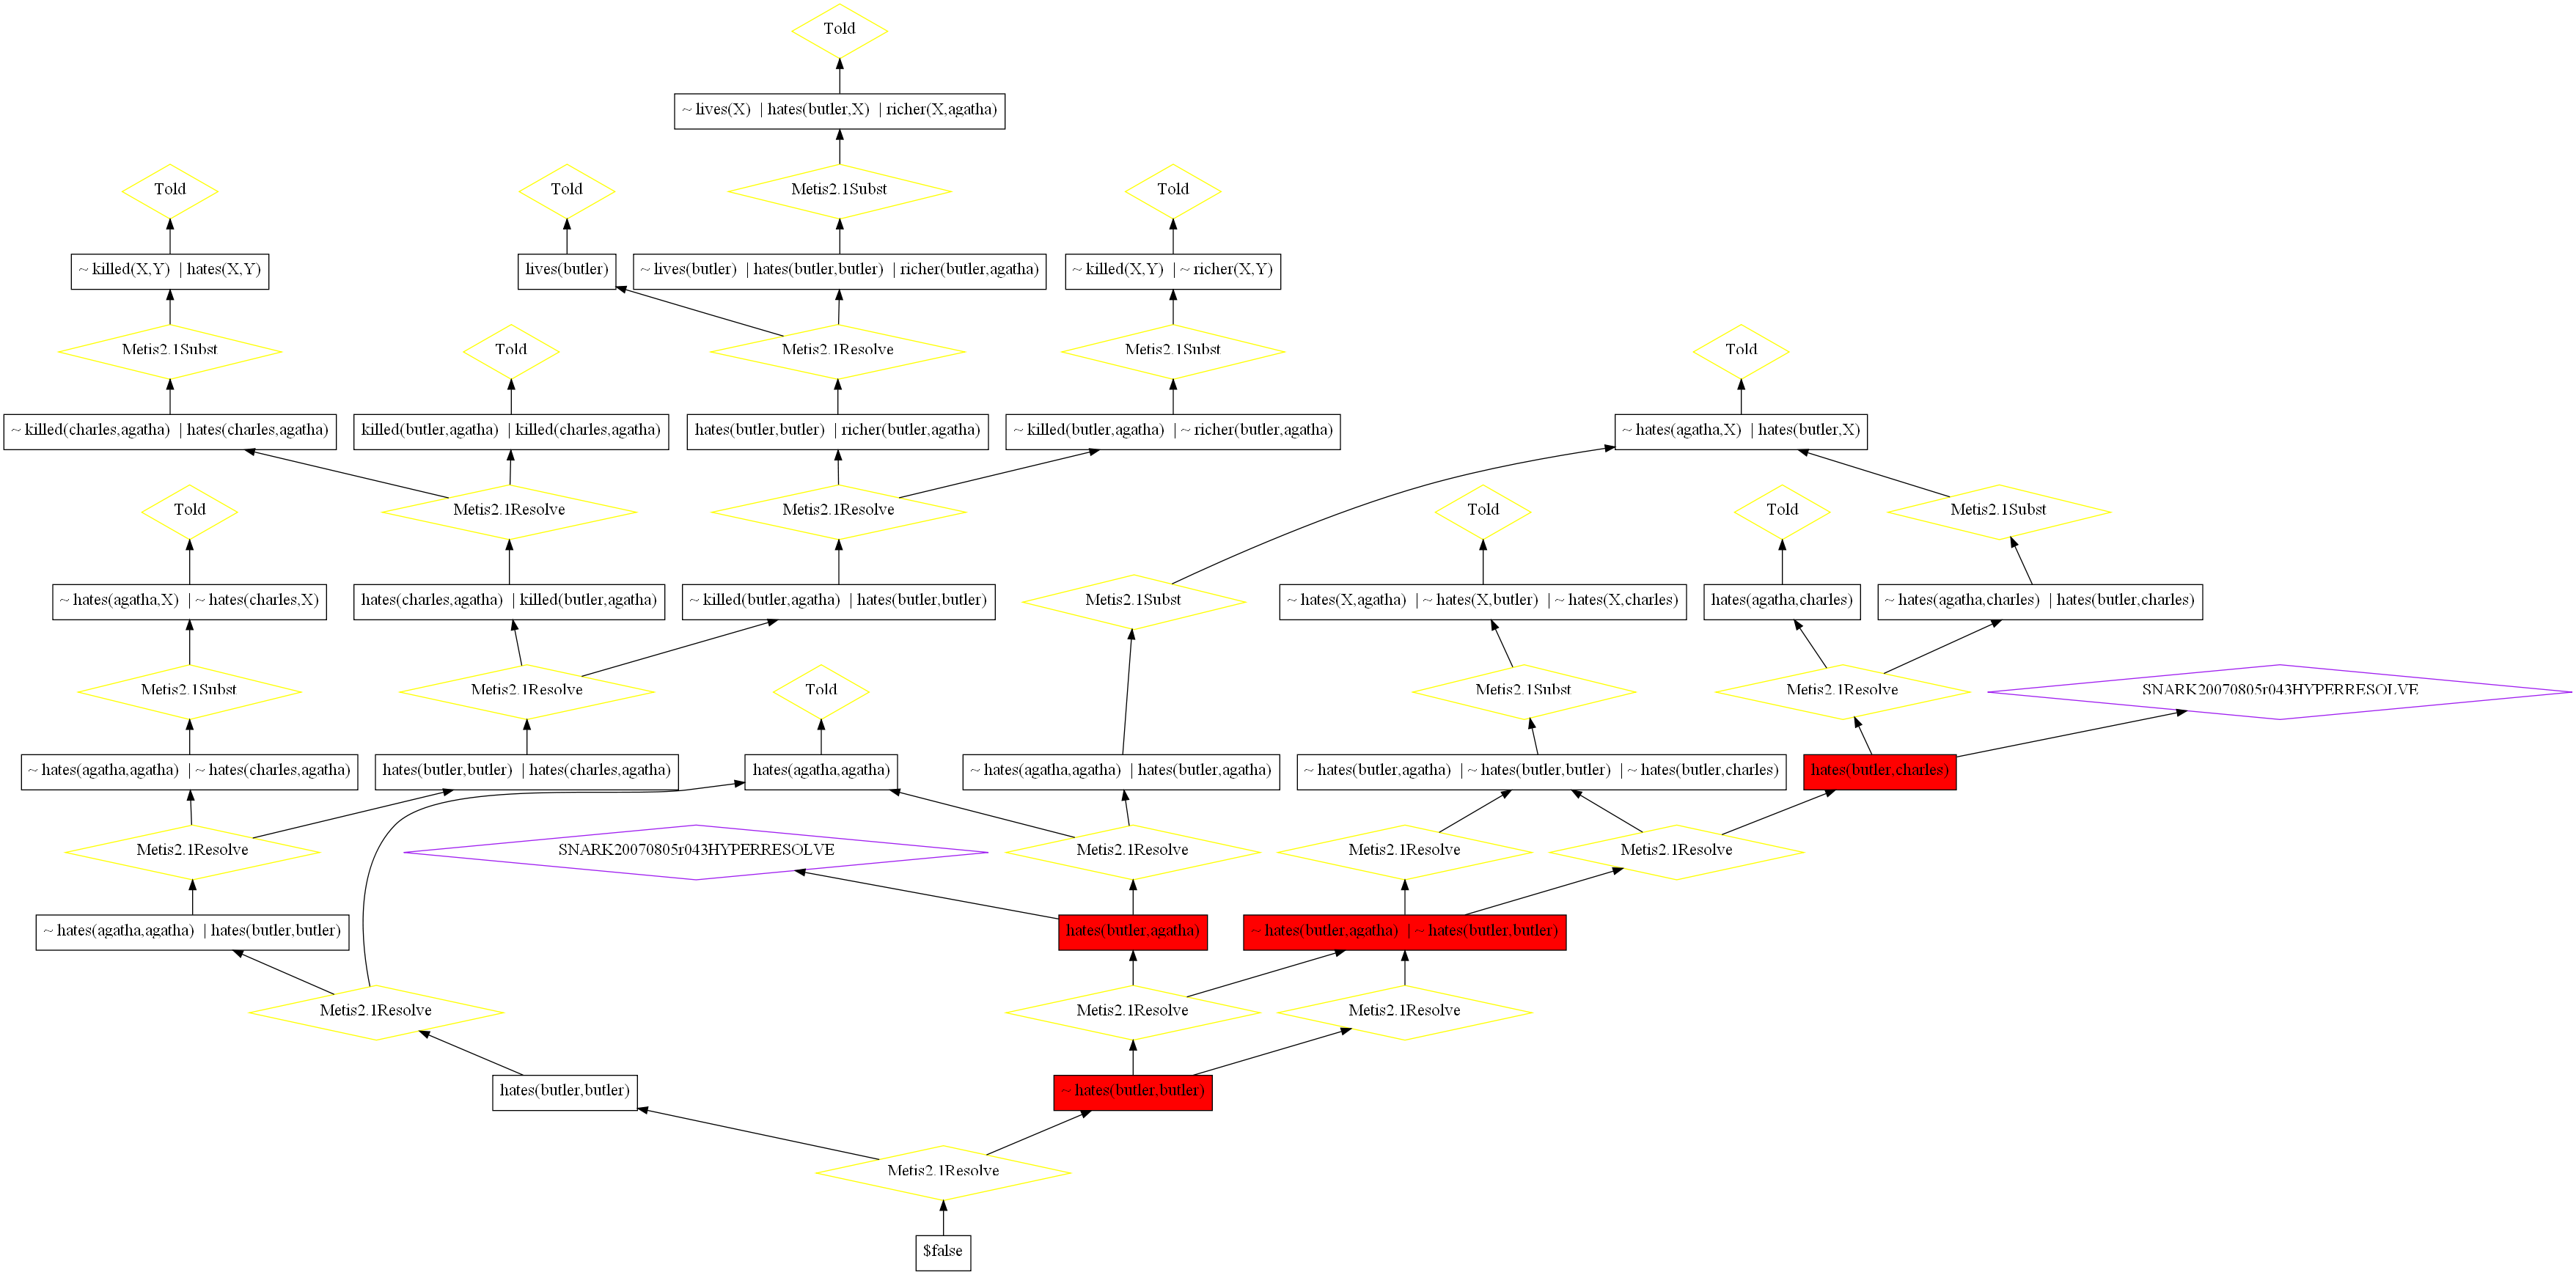 Told
~ lives(X) | hates(butler,X) | richer(X,agatha)
Told
Told
Metis2.1Subst
Told
~ killed(X,Y) | hates(X,Y)
lives(butler)
~ lives(butler) | hates(butler,butler) | richer(butler,agatha)
~ killed(X,Y) | ~ richer(X,Y)
Metis2.1Subst
Told
Metis2.1Resolve
Metis2.1Subst
Told
~ killed(charles,agatha) | hates(charles,agatha)
killed(butler,agatha) | killed(charles,agatha)
hates(butler,butler) | richer(butler,agatha)
~ killed(butler,agatha) | ~ richer(butler,agatha)
~ hates(agatha,X) | hates(butler,X)
Told
Metis2.1Resolve
Metis2.1Resolve
Told
Told
Metis2.1Subst
~ hates(agatha,X) | ~ hates(charles,X)
hates(charles,agatha) | killed(butler,agatha)
~ killed(butler,agatha) | hates(butler,butler)
Metis2.1Subst
~ hates(X,agatha) | ~ hates(X,butler) | ~ hates(X,charles)
hates(agatha,charles)
~ hates(agatha,charles) | hates(butler,charles)
Metis2.1Subst
Metis2.1Resolve
Told
Metis2.1Subst
Metis2.1Resolve
SNARK20070805r043HYPERRESOLVE
~ hates(agatha,agatha) | ~ hates(charles,agatha)
hates(butler,butler) | hates(charles,agatha)
hates(agatha,agatha)
~ hates(agatha,agatha) | hates(butler,agatha)
~ hates(butler,agatha) | ~ hates(butler,butler) | ~ hates(butler,charles)
hates(butler,charles)
Metis2.1Resolve
SNARK20070805r043HYPERRESOLVE
Metis2.1Resolve
Metis2.1Resolve
Metis2.1Resolve
~ hates(agatha,agatha) | hates(butler,butler)
hates(butler,agatha)
~ hates(butler,agatha) | ~ hates(butler,butler)
Metis2.1Resolve
Metis2.1Resolve
Metis2.1Resolve
hates(butler,butler)
~ hates(butler,butler)
Metis2.1Resolve
$false